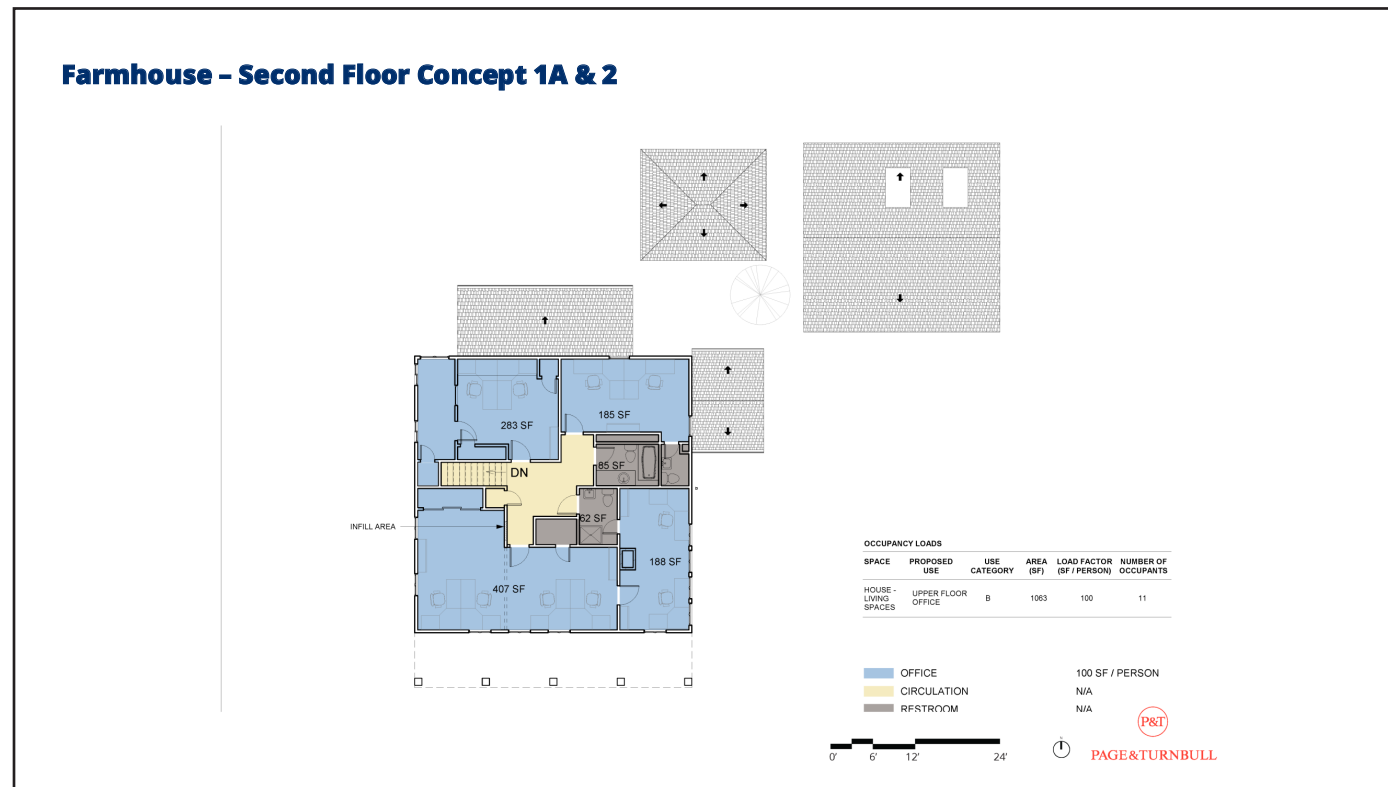 Farmhouse – Second Floor Concept 1A & 2
283 SF
185 SF
DN
85 SF
62 SF
INFILL AREA
188 SF
407 SF
OCCUPANCY LOADS
SPACE PROPOSED USE USE CATEGORY AREA (SF) LOAD FACTOR (SF / PERSON) NUMBER OF OCCUPANTS
HOUSE - LIVING SPACES UPPER FLOOR OFFICE B 1063 100 11
OFFICE 100 SF / PERSON
CIRCULATION N/A
RESTROOM N/A
P&T
0' 6' 12' 24'
N
PAGE&TURNBULL